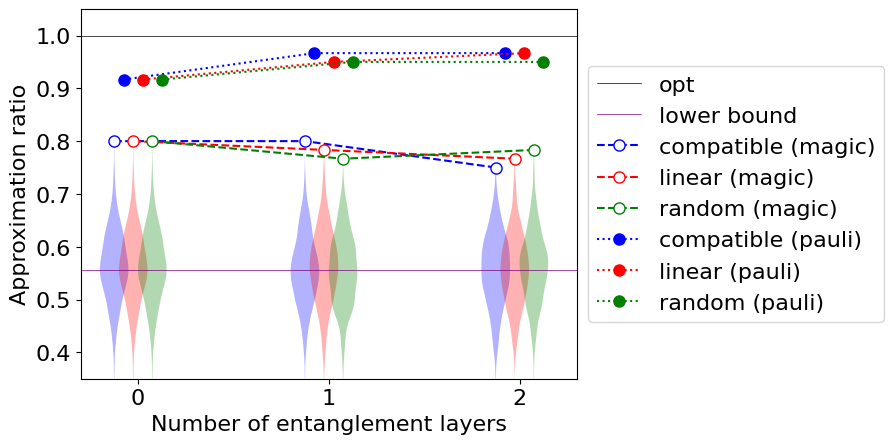 Approximation ratio
1.0
0.9
0.8
0.7
0.6
0.5
0.4
0
1
2
Number of entanglement layers
opt
lower bound
compatible (magic)
linear (magic)
random (magic)
compatible (pauli)
linear (pauli)
random (pauli)